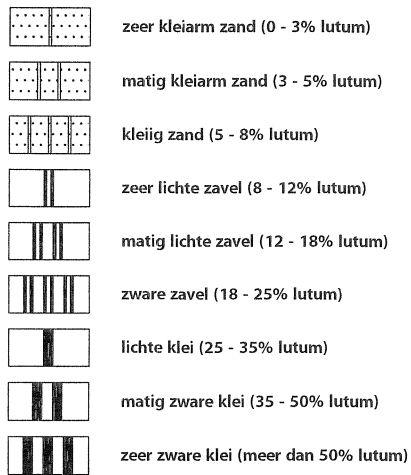 zeer kleiarm zand (0 - 3% lutum)
matig kleiarm zand (3 - 5% lutum)
kleiig zand (5 - 8% lutum)
zeer lichte zavel (8 - 12% lutum)
matig lichte zavel (12 - 18% lutum)
zware zavel (18 - 25% lutum)
lichte klei (25 - 35% lutum)
matig zware klei (35 - 50% lutum)
zeer zware klei (meer dan 50% lutum)